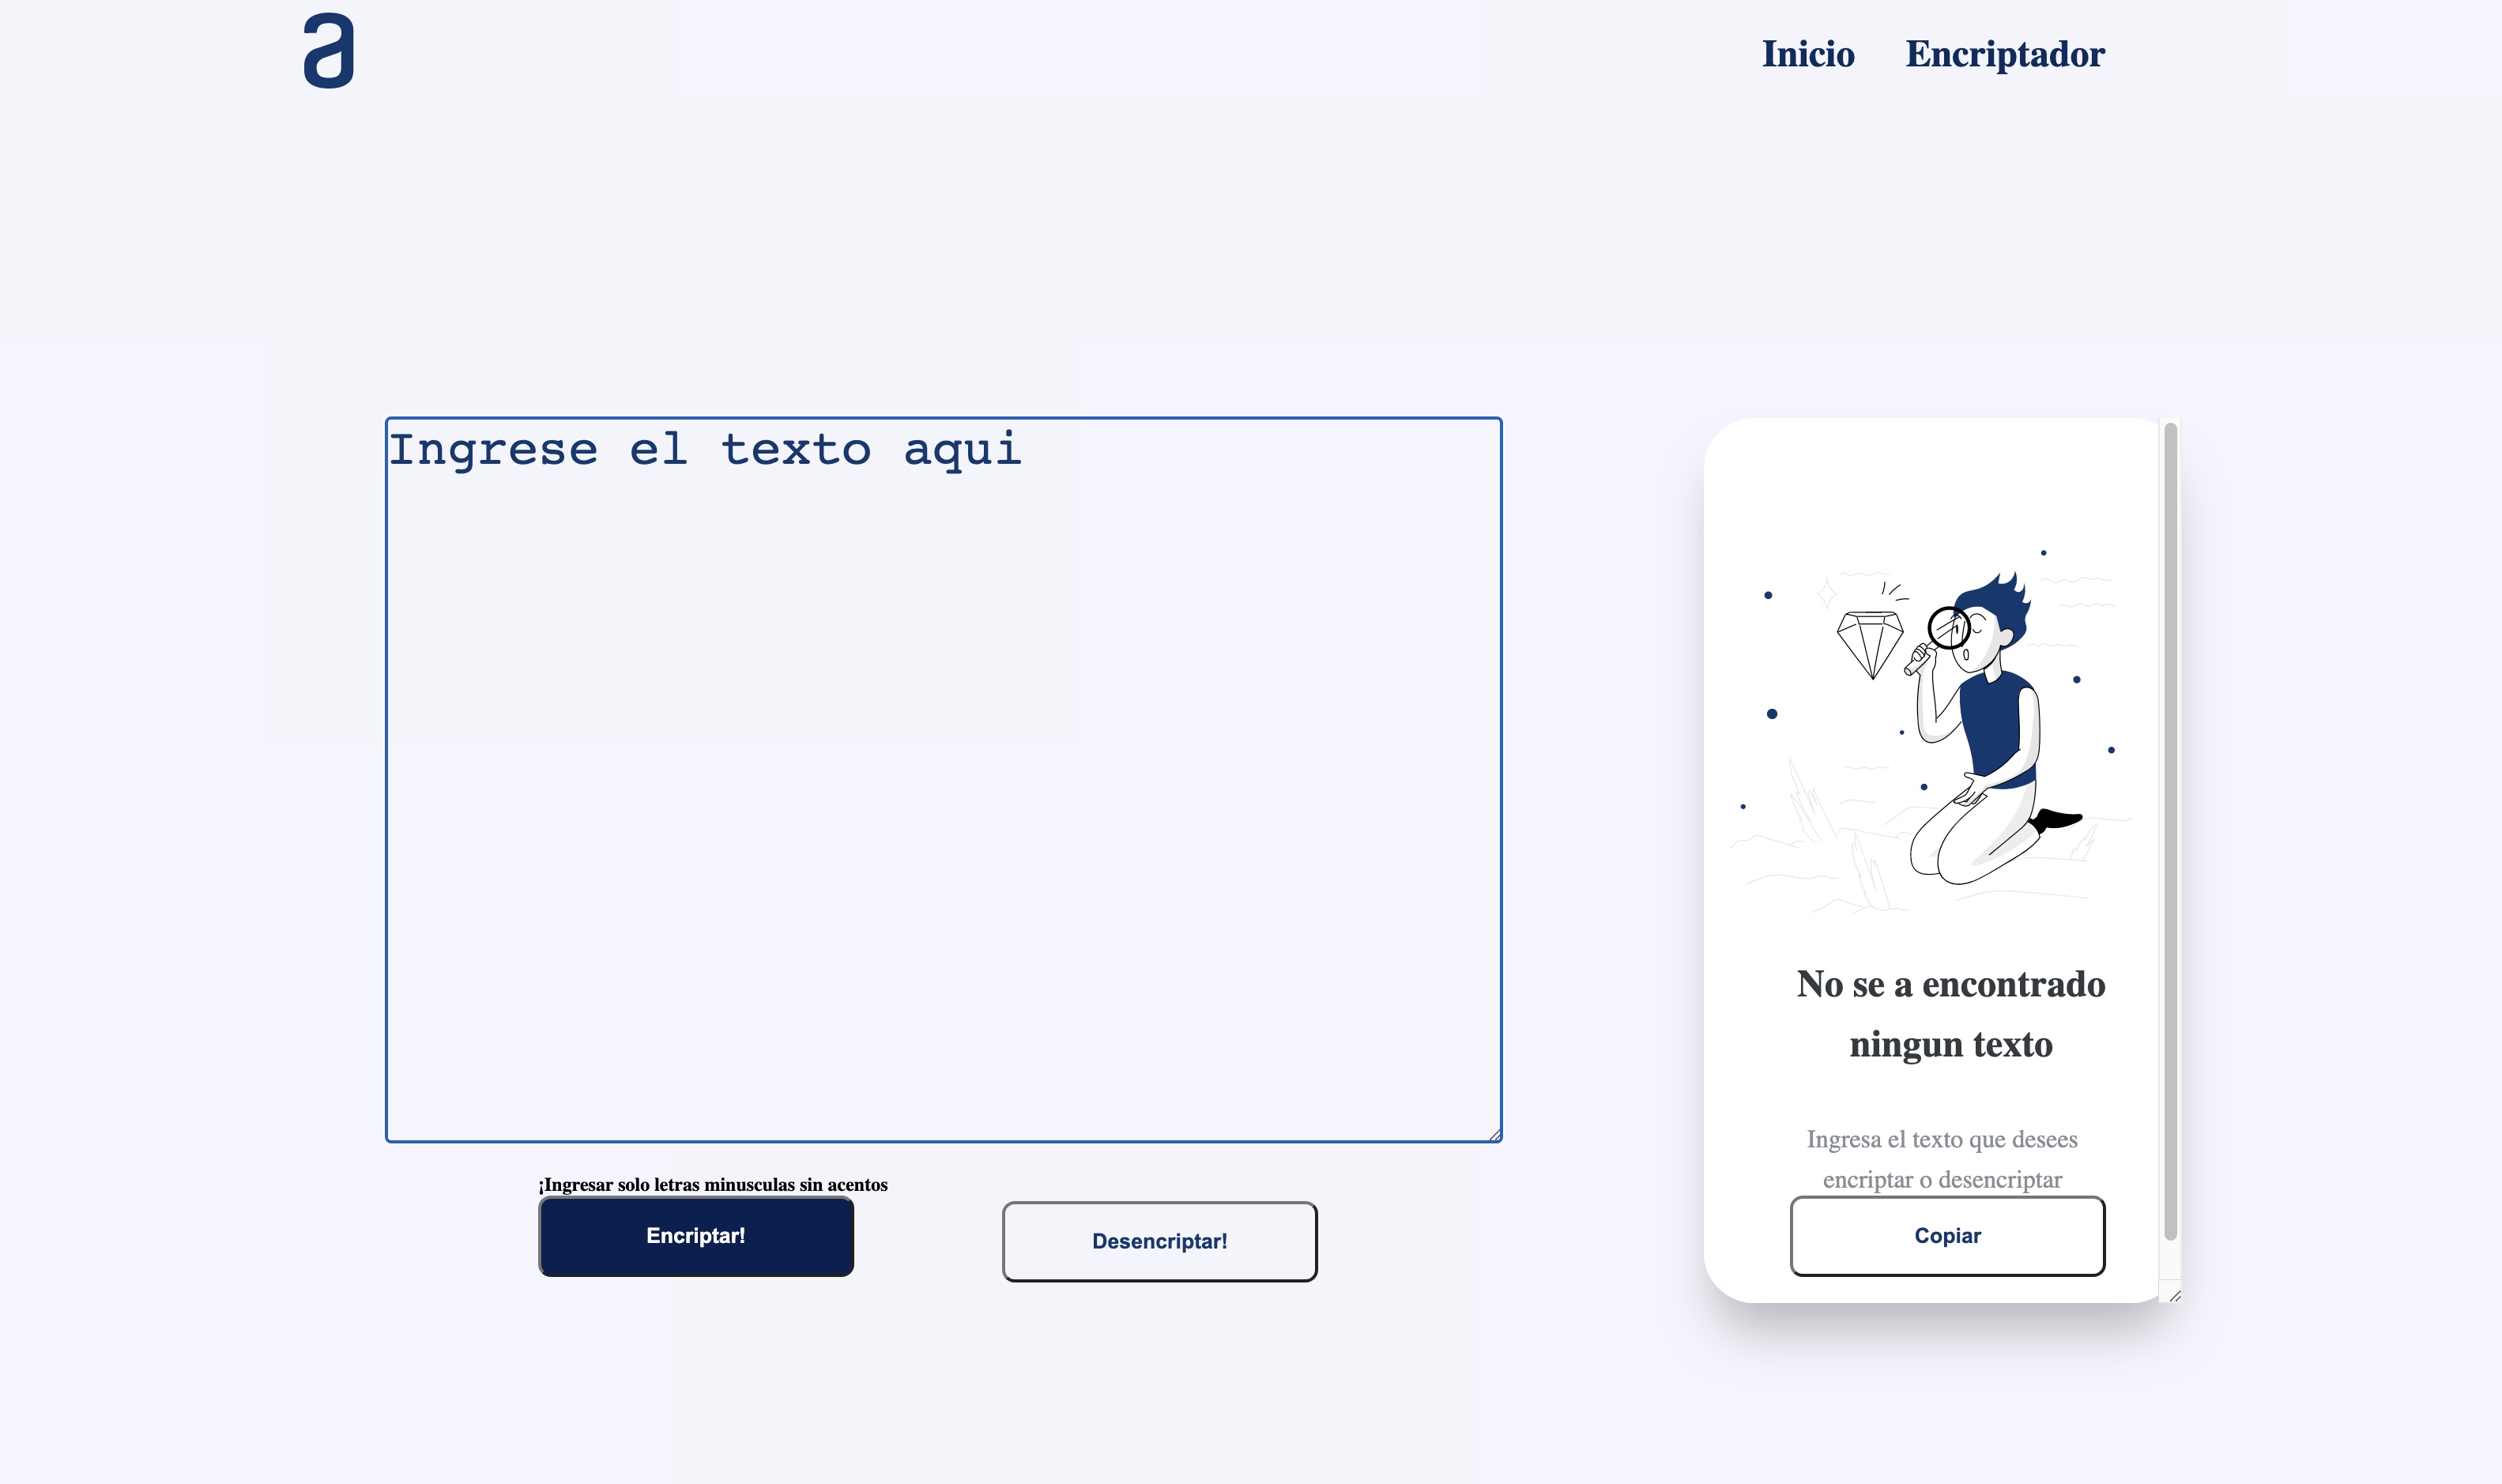 a
Inicio Encriptador
Ingrese el texto aqui
No se a encontrado
ningun texto
Ingresa el texto que desees
encriptar o desencriptar
¡Ingresar solo letras minusculas sin acentos
Encriptar!
Desencriptar!
Copiar